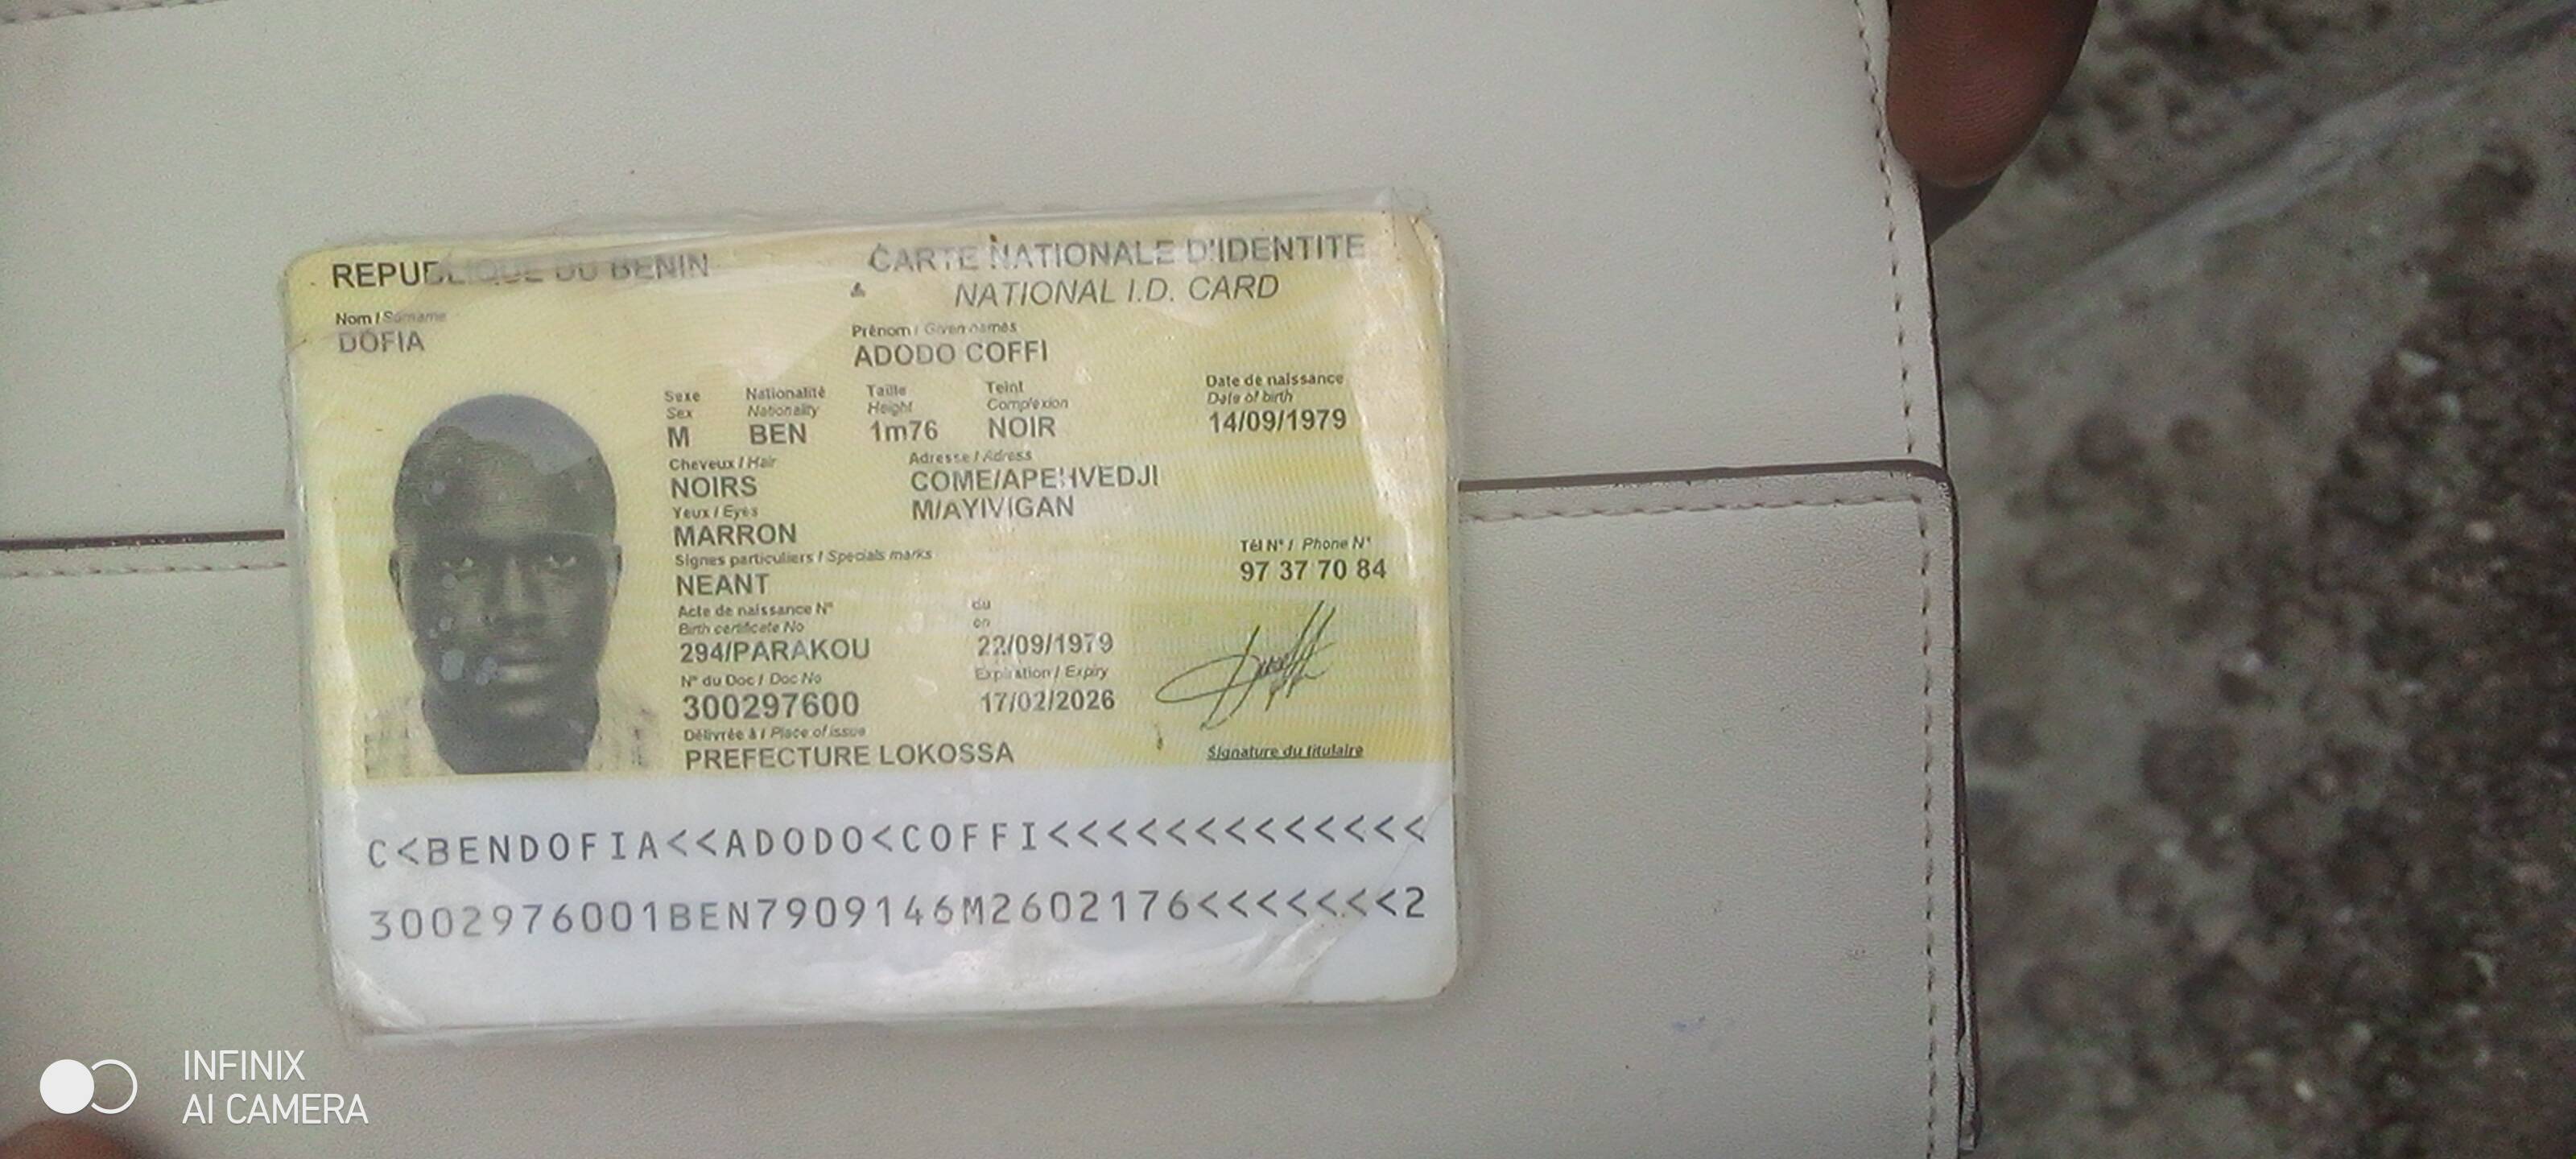 REPUBLIQUE DU BENIN
CARTE NATIONALE D'IDENTITE
NATIONAL I.D. CARD
Nom / Surname
DOFIA
Prénom / Given names
ADODO COFFI
Sexe Nationalité Taille Teint Date de naissance
Sex Nationality Height Complexion Date of birth
M BEN 1m76 NOIR 14/09/1979
Cheveux / Hair Adresse / Adress
NOIRS COME/APEHVEDJI
Yeux / Eyes M/AYIVIGAN
MARRON
Signes particuliers / Specials marks Tél N° / Phone N°
NEANT 97 37 70 84
Acte de naissance N° du
Birth certificate No on
294/PARAKOU 22/09/1979
N° du Doc / Doc No Expiration / Expiry
300297600 17/02/2026
Délivrée à / Place of issue
PREFECTURE LOKOSSA Signature du titulaire
C<BENDOFIA<<ADODO<COFFI<<<<<<<<<<<<<
3002976001BEN7909146M2602176<<<<<<<2
INFINIX
AI CAMERA